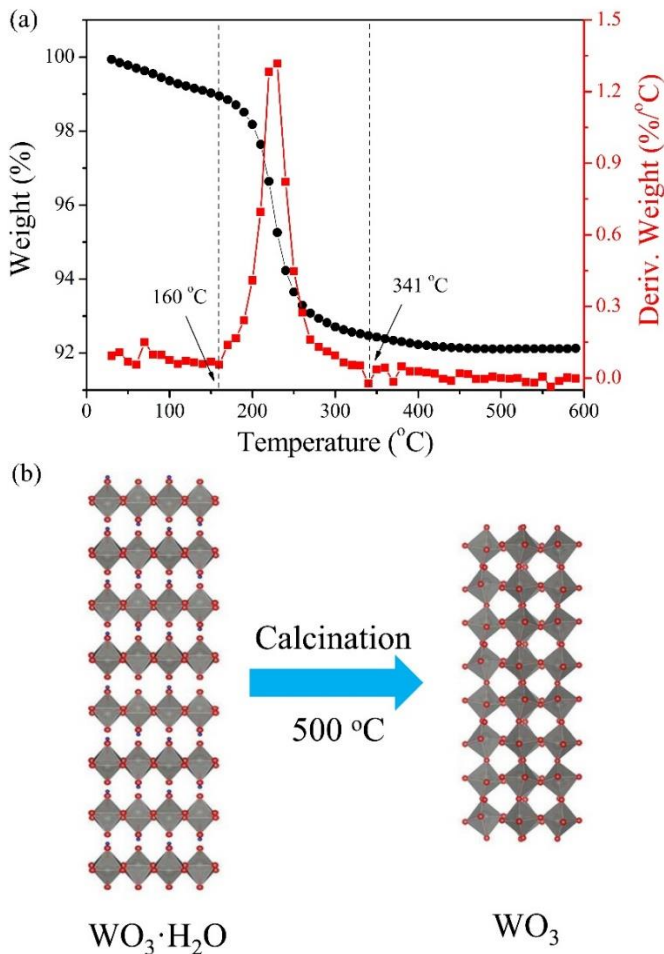 (a)
100
98
96
94
92
Weight (%)
1.5
1.2
0.9
0.6
0.3
0.0
Deriv. Weight (%/°C)
160 °C
341 °C
0 100 200 300 400 500 600
Temperature (°C)
(b)
Calcination
500 °C
WO₃·H₂O
WO₃